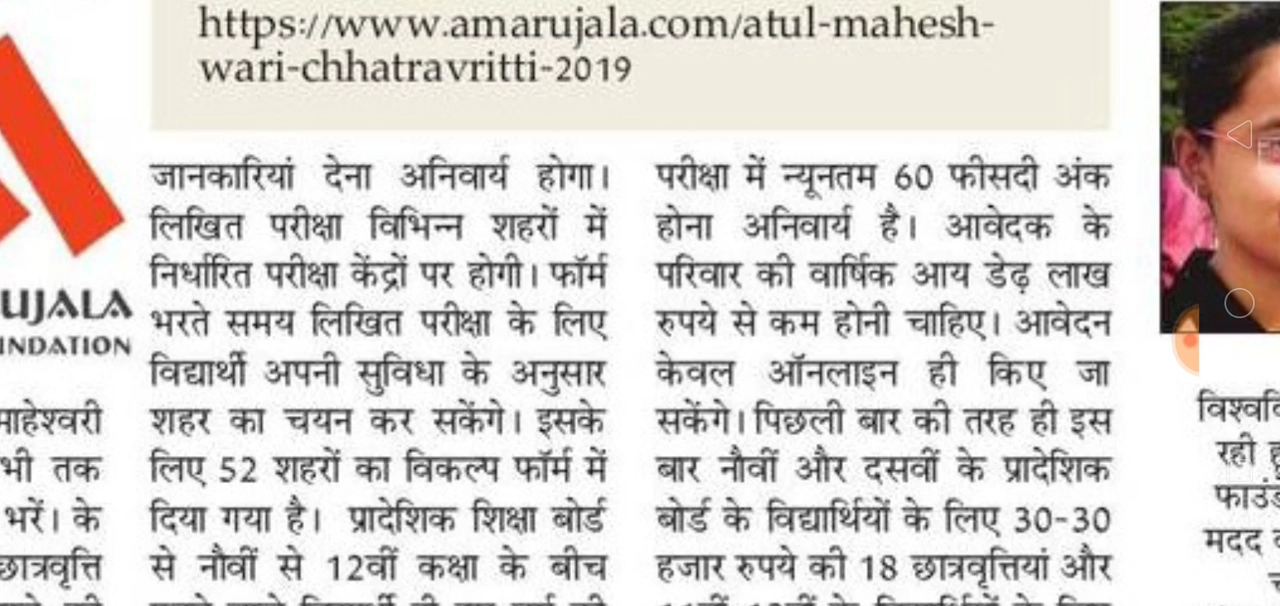 https://www.amarujala.com/atul-mahesh-
wari-chhatravritti-2019
UJALA
NDATION
माहेश्वरी
भी तक
भरें। के
छात्रवृत्ति
जानकारियां देना अनिवार्य होगा।
लिखित परीक्षा विभिन्न शहरों में
निर्धारित परीक्षा केंद्रों पर होगी। फॉर्म
भरते समय लिखित परीक्षा के लिए
विद्यार्थी अपनी सुविधा के अनुसार
शहर का चयन कर सकेंगे। इसके
लिए 52 शहरों का विकल्प फॉर्म में
दिया गया है। प्रादेशिक शिक्षा बोर्ड
से नौवीं से 12वीं कक्षा के बीच
परीक्षा में न्यूनतम 60 फीसदी अंक
होना अनिवार्य है। आवेदक के
परिवार की वार्षिक आय डेढ़ लाख
रुपये से कम होनी चाहिए। आवेदन
केवल ऑनलाइन ही किए जा
सकेंगे। पिछली बार की तरह ही इस
बार नौवीं और दसवीं के प्रादेशिक
बोर्ड के विद्यार्थियों के लिए 30-30
हजार रुपये की 18 छात्रवृत्तियां और
रही
मदद